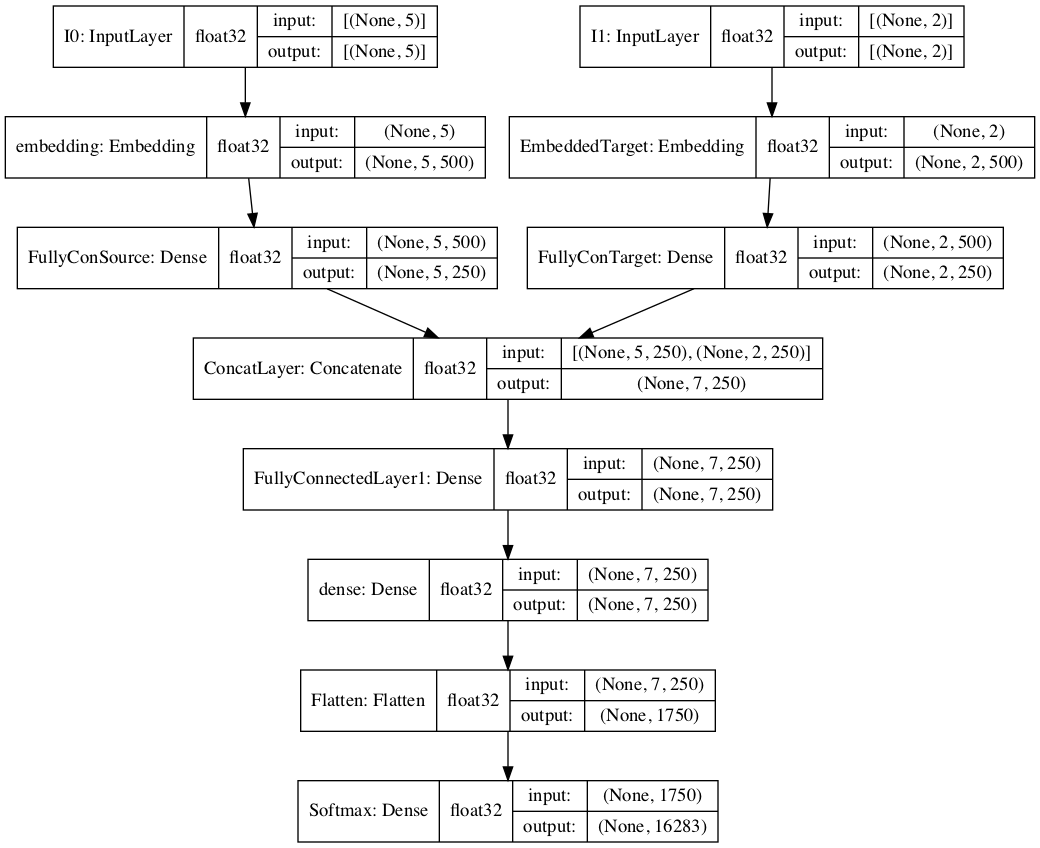 I0: InputLayer float32 input: [(None, 5)]
output: [(None, 5)]
I1: InputLayer float32 input: [(None, 2)]
output: [(None, 2)]
embedding: Embedding float32 input: (None, 5)
output: (None, 5, 500)
EmbeddedTarget: Embedding float32 input: (None, 2)
output: (None, 2, 500)
FullyConSource: Dense float32 input: (None, 5, 500)
output: (None, 5, 250)
FullyConTarget: Dense float32 input: (None, 2, 500)
output: (None, 2, 250)
ConcatLayer: Concatenate float32 input: [(None, 5, 250), (None, 2, 250)]
output: (None, 7, 250)
FullyConnectedLayer1: Dense float32 input: (None, 7, 250)
output: (None, 7, 250)
dense: Dense float32 input: (None, 7, 250)
output: (None, 7, 250)
Flatten: Flatten float32 input: (None, 7, 250)
output: (None, 1750)
Softmax: Dense float32 input: (None, 1750)
output: (None, 16283)